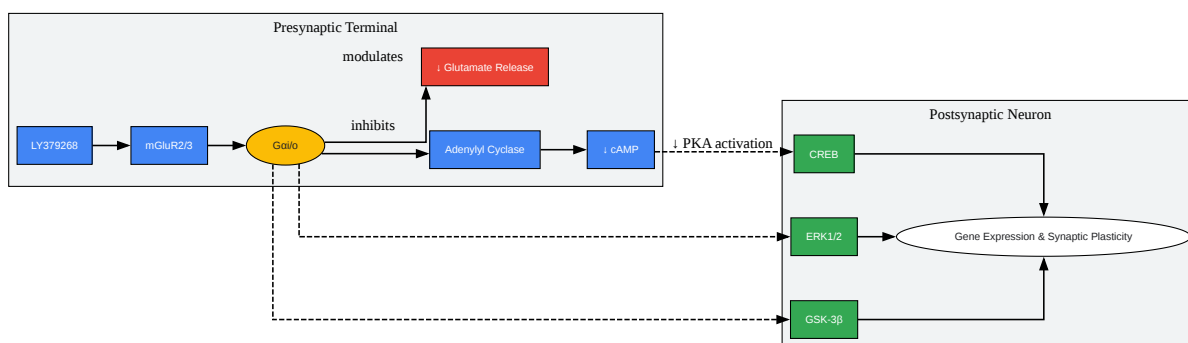 Presynaptic Terminal
modulates
↓ Glutamate Release
inhibits
LY379268
mGluR2/3
Gαi/o
Adenylyl Cyclase
↓ cAMP
↓ PKA activation
Postsynaptic Neuron
CREB
ERK1/2
Gene Expression & Synaptic Plasticity
GSK-3β